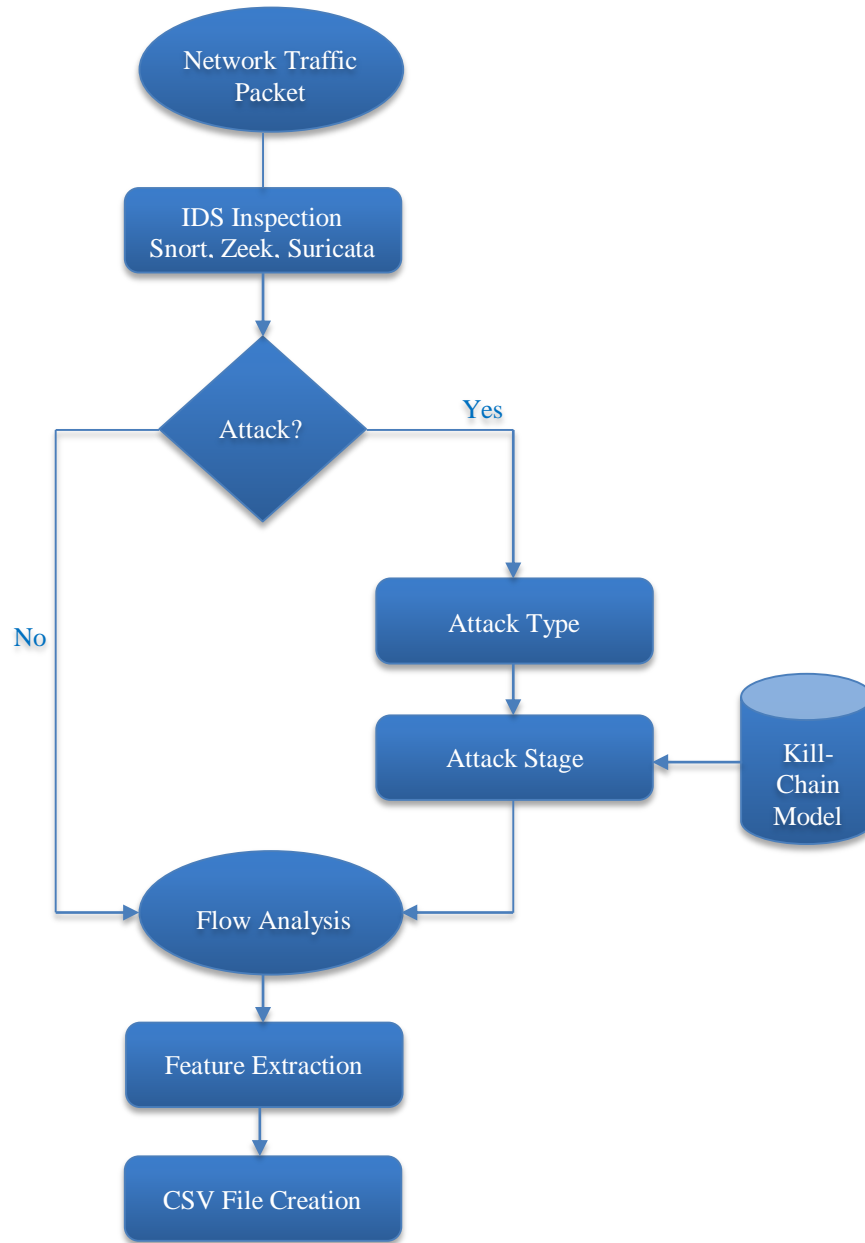 Network Traffic
Packet
IDS Inspection
Snort, Zeek, Suricata
Attack?
Yes
No
Attack Type
Attack Stage
Kill-
Chain
Model
Flow Analysis
Feature Extraction
CSV File Creation